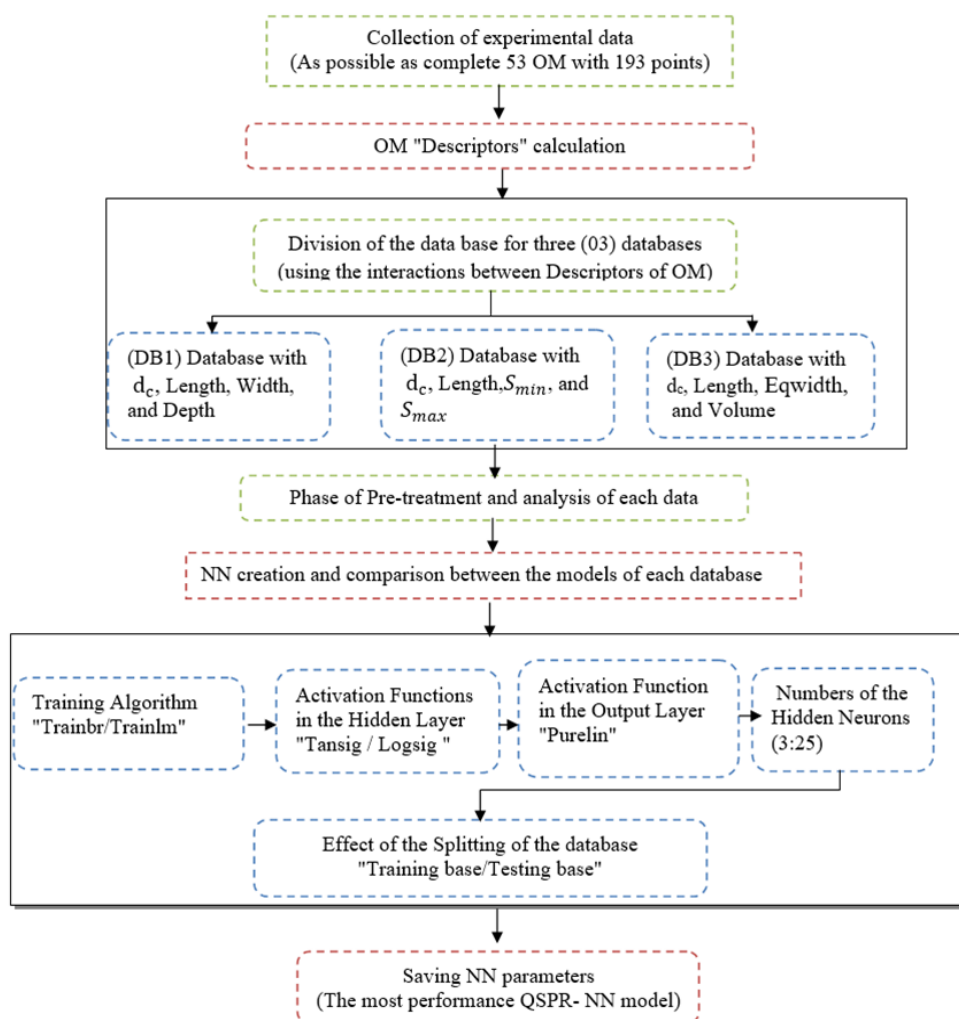 Collection of experimental data
(As possible as complete 53 OM with 193 points)
OM "Descriptors" calculation
Division of the data base for three (03) databases
(using the interactions between Descriptors of OM)
(DB1) Database with
d_c, Length, Width,
and Depth
(DB2) Database with
d_c, Length,S_min, and
S_max
(DB3) Database with
d_c, Length, Eqwidth,
and Volume
Phase of Pre-treatment and analysis of each data
NN creation and comparison between the models of each database
Training Algorithm
"Trainbr/Trainlm"
Activation Functions
in the Hidden Layer
"Tansig / Logsig "
Activation Function
in the Output Layer
"Purelin"
Numbers of the
Hidden Neurons
(3:25)
Effect of the Splitting of the database
"Training base/Testing base"
Saving NN parameters
(The most performance QSPR- NN model)